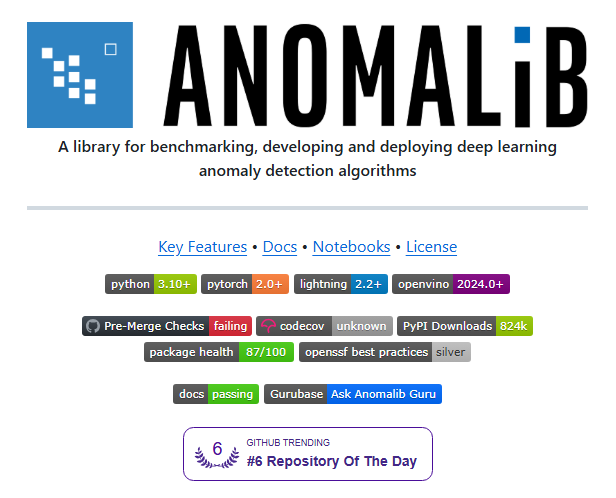 ANOMALiB
A library for benchmarking, developing and deploying deep learning
anomaly detection algorithms
Key Features • Docs • Notebooks • License
python 3.10+ pytorch 2.0+ lightning 2.2+ openvino 2024.0+
Pre-Merge Checks failing codecov unknown PyPI Downloads 824k
package health 87/100 openssf best practices silver
docs passing Gurubase Ask Anomalib Guru
6
GITHUB TRENDING
#6 Repository Of The Day